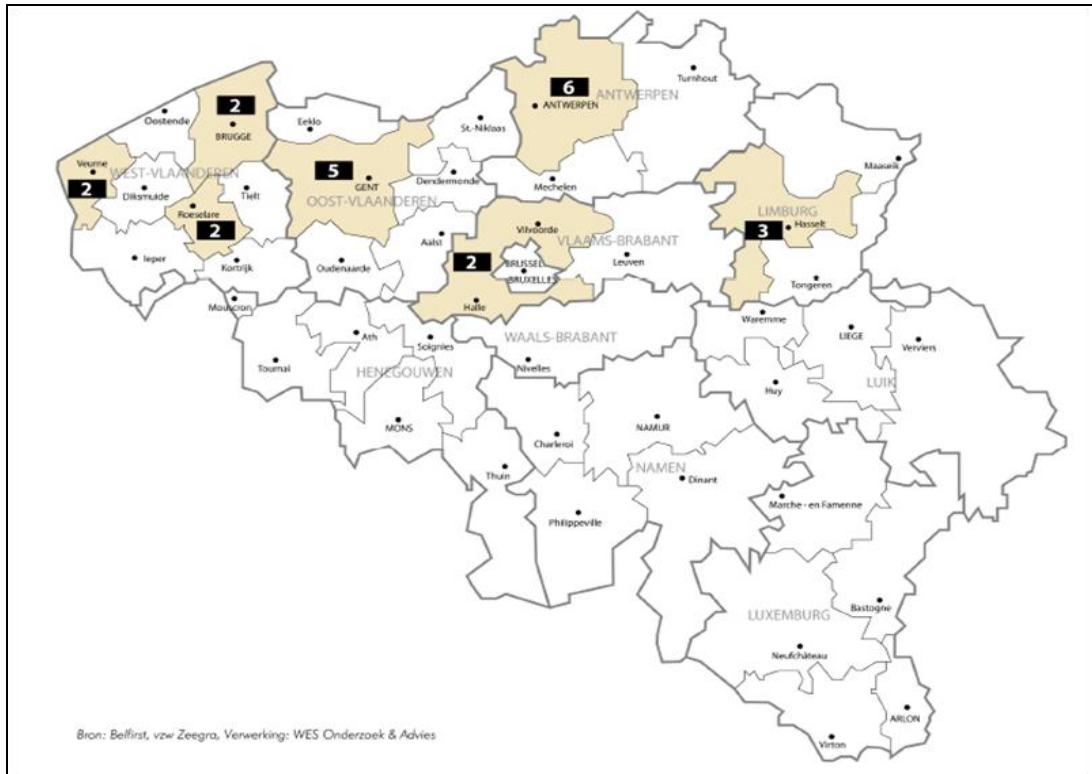 6
Turnhout
ANTWERPEN
ANTWERPEN
2
Oostende
BRUGGE
Eeklo
St.-Niklaas
Veurne
WEST-VLAANDEREN
2
Diksmuide
Tielt
5
GENT
OOST-VLAANDEREN
Dendermonde
Mechelen
Maaseik
LIMBURG
3
Hasselt
Roeselare
2
Vilvoorde
VLAAMS-BRABANT
Aalst
2
BRUXELLES
Leuven
Ieper
Kortrijk
Oudenaarde
Halle
Tongeren
Waremme
Ath
Soignies
WAALS-BRABANT
LIEGE
Verviers
Tournai
HENEGOUWEN
Nivelles
Huy
LUIK
MONS
Charleroi
NAMUR
Thuin
NAMEN
Dinant
Marche - en Famenne
Philippeville
Bastogne
LUXEMBURG
Neufchâteau
ARLON
Virton
Bron: Belfirst, vzw Zeegra, Verwerking: WES Onderzoek & Advies